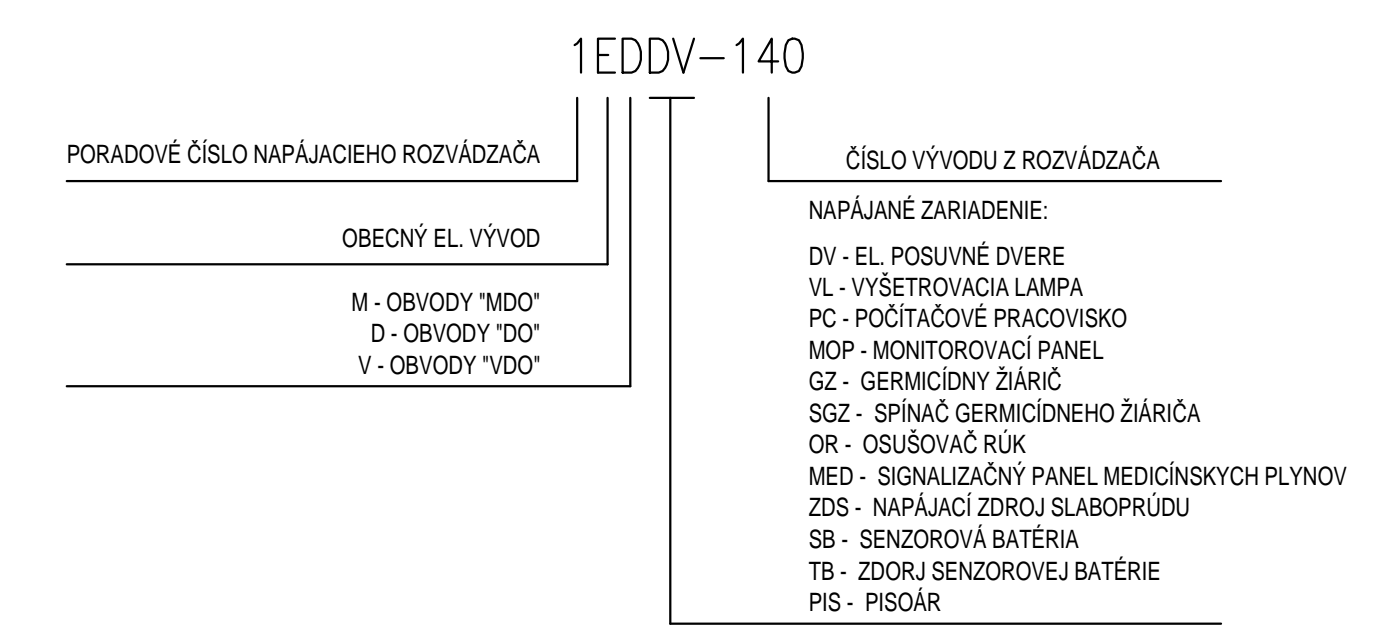 1EDDV-140
PORADOVÉ ČÍSLO NAPÁJACIEHO ROZVÁDZAČA
OBECNÝ EL. VÝVOD
M - OBVODY "MDO"
D - OBVODY "DO"
V - OBVODY "VDO"
ČÍSLO VÝVODU Z ROZVÁDZAČA
NAPÁJANÉ ZARIADENIE:
DV - EL. POSUVNÉ DVERE
VL - VYŠETROVACIA LAMPA
PC - POČÍTAČOVÉ PRACOVISKO
MOP - MONITOROVACÍ PANEL
GZ - GERMICÍDNY ŽIÁRIČ
SGZ - SPÍNAČ GERMICÍDNEHO ŽIÁRIČA
OR - OSUŠOVAČ RÚK
MED - SIGNALIZAČNÝ PANEL MEDICÍNSKYCH PLYNOV
ZDS - NAPÁJACÍ ZDROJ SLABOPRÚDU
SB - SENZOROVÁ BATÉRIA
TB - ZDORJ SENZOROVEJ BATÉRIE
PIS - PISOÁR